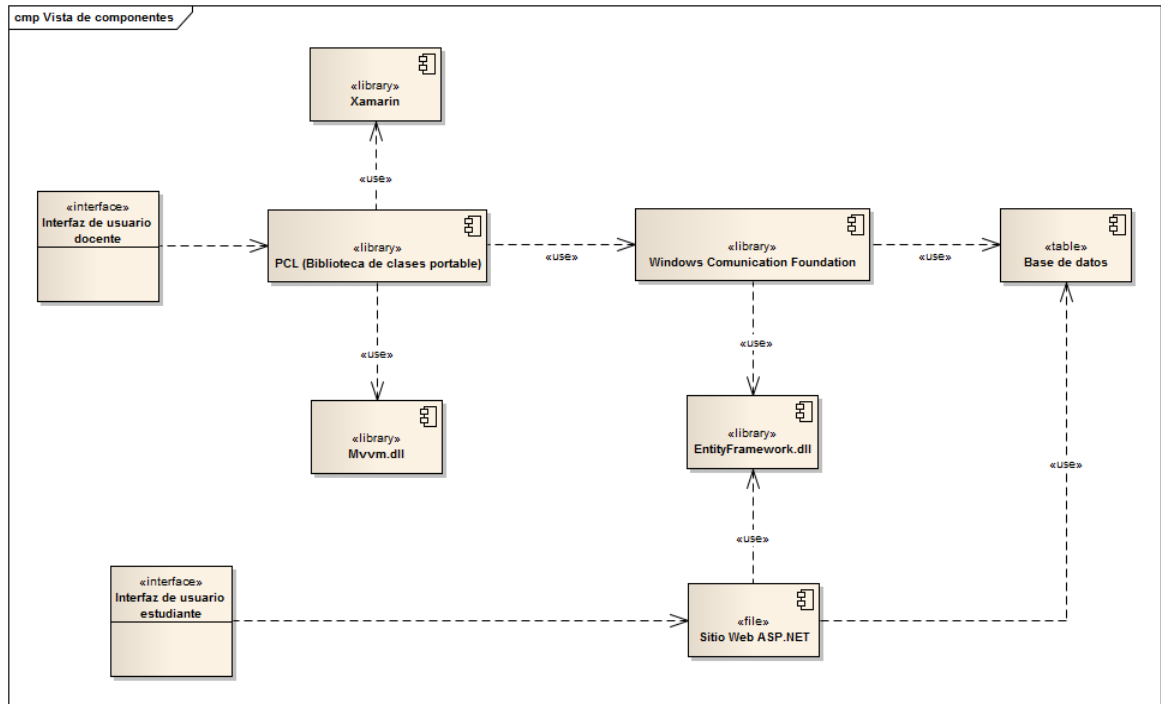 cmp Vista de componentes
«library»
Xamarin
«use»
«interface»
Interfaz de usuario
docente
«library»
PCL (Biblioteca de clases portable)
«use»
«library»
Windows Comunication Foundation
«use»
«table»
Base de datos
«use»
«use»
«library»
Mvvm.dll
«library»
EntityFramework.dll
«use»
«use»
«interface»
Interfaz de usuario
estudiante
«file»
Sitio Web ASP.NET